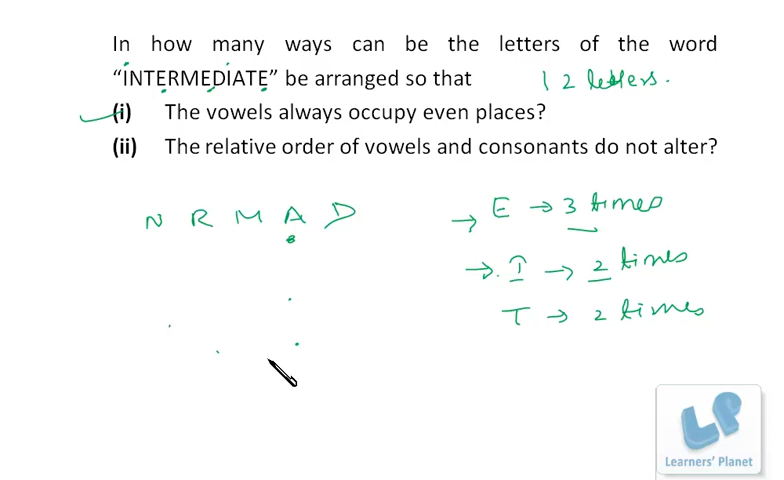 In how many ways can be the letters of the word
“INTERMEDIATE” be arranged so that 12 letters.
(i) The vowels always occupy even places?
(ii) The relative order of vowels and consonants do not alter?
N R M A D → E → 3 times
→ I → 2 times
T → 2 times
LP
Learners' Planet